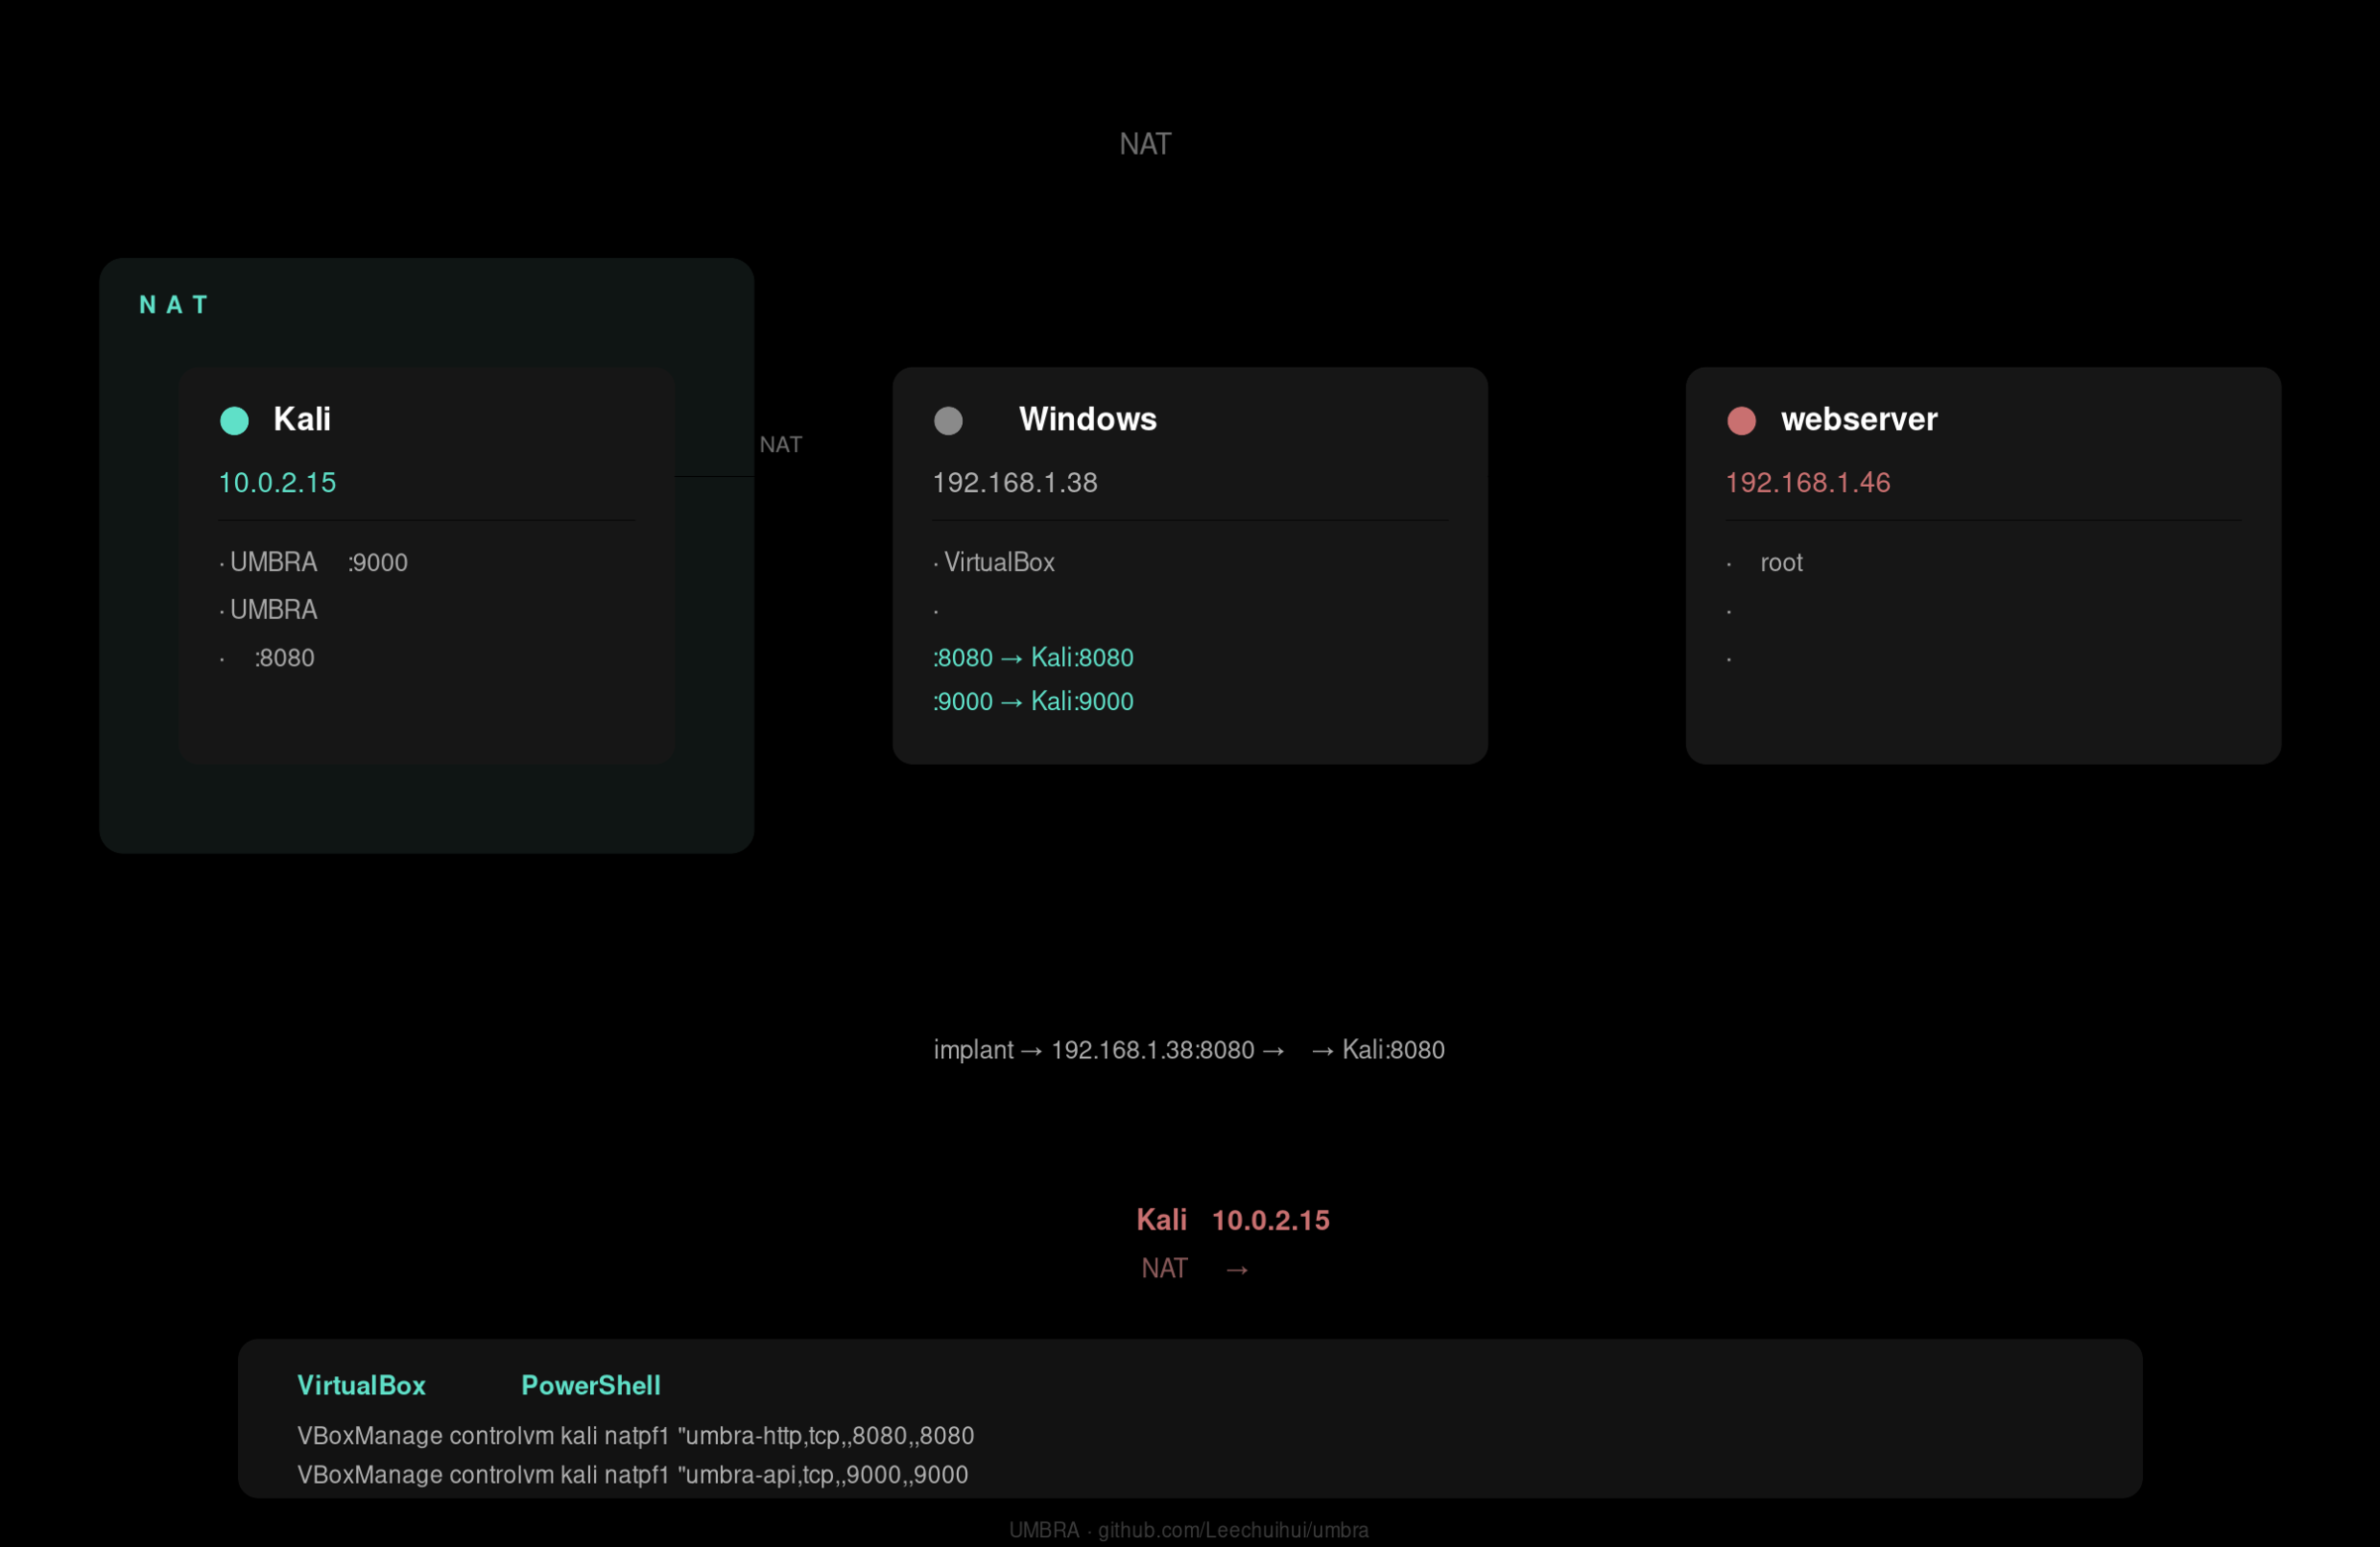 NAT
NAT
Kali
10.0.2.15
· UMBRA :9000
· UMBRA
· :8080
NAT
Windows
192.168.1.38
· VirtualBox
·
:8080 → Kali:8080
:9000 → Kali:9000
webserver
192.168.1.46
· root
·
·
implant → 192.168.1.38:8080 → → Kali:8080
Kali 10.0.2.15
NAT →
VirtualBox PowerShell
VBoxManage controlvm kali natpf1 "umbra-http,tcp,,8080,,8080
VBoxManage controlvm kali natpf1 "umbra-api,tcp,,9000,,9000
UMBRA · github.com/Leechuihui/umbra